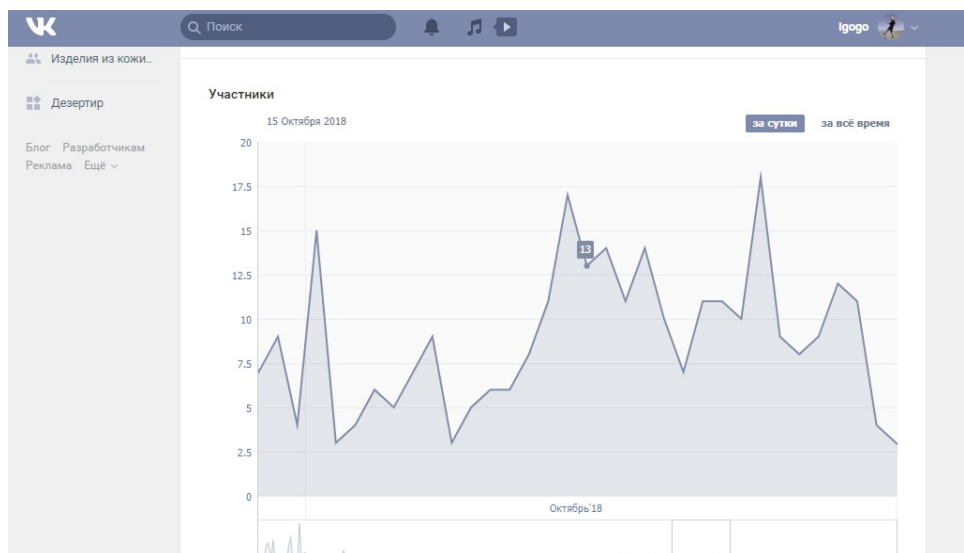 Поиск
Igogo
Изделия из кожи..
Дезертир
Блог Разработчикам
Реклама Ещё
Участники
15 Октября 2018
за сутки за всё время
20
17.5
15
13
12.5
10
7.5
5
2.5
0
Октябрь'18